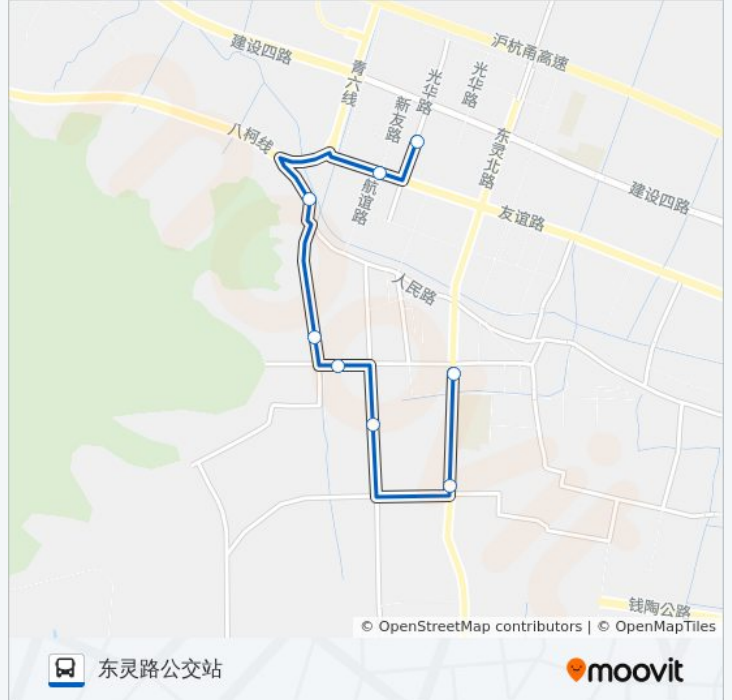 沪杭甬高速
建设四路
青六线
光华路
光华路
新友路
八柯线
东灵北路
航谊路
建设四路
友谊路
人民路
钱陶公路
© OpenStreetMap contributors | © OpenMapTiles
东灵路公交站
moovit